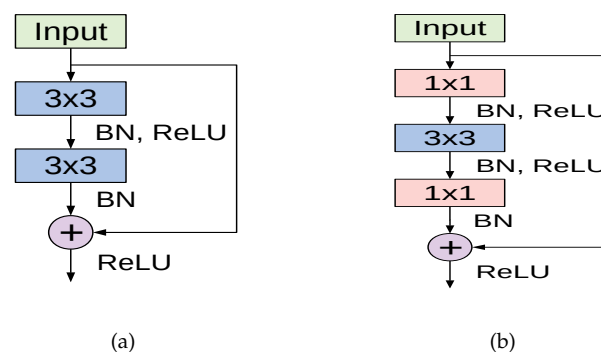 Input
3x3
BN, ReLU
3x3
BN
+
ReLU
(a)
Input
1x1
BN, ReLU
3x3
BN, ReLU
1x1
BN
+
ReLU
(b)